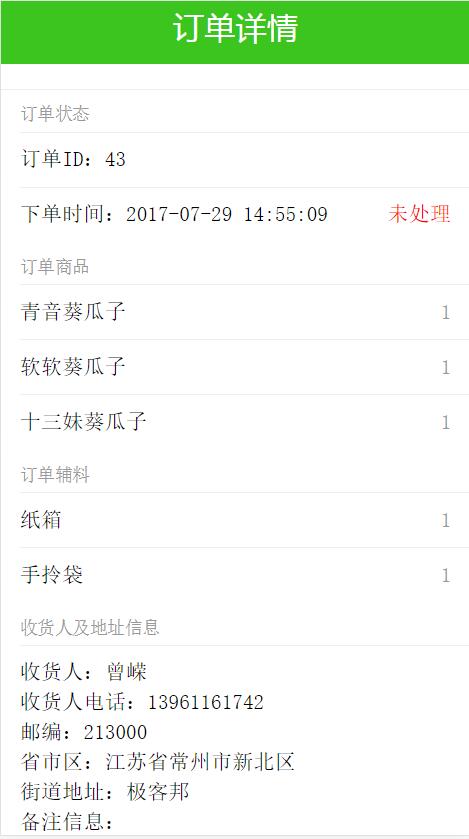 订单详情
订单状态
订单ID: 43
下单时间: 2017-07-29 14:55:09 未处理
订单商品
青音葵瓜子 1
软软葵瓜子 1
十三妹葵瓜子 1
订单辅料
纸箱 1
手拎袋 1
收货人及地址信息
收货人: 曾嵘
收货人电话: 13961161742
邮编: 213000
省市区: 江苏省常州市新北区
街道地址: 极客邦
备注信息: